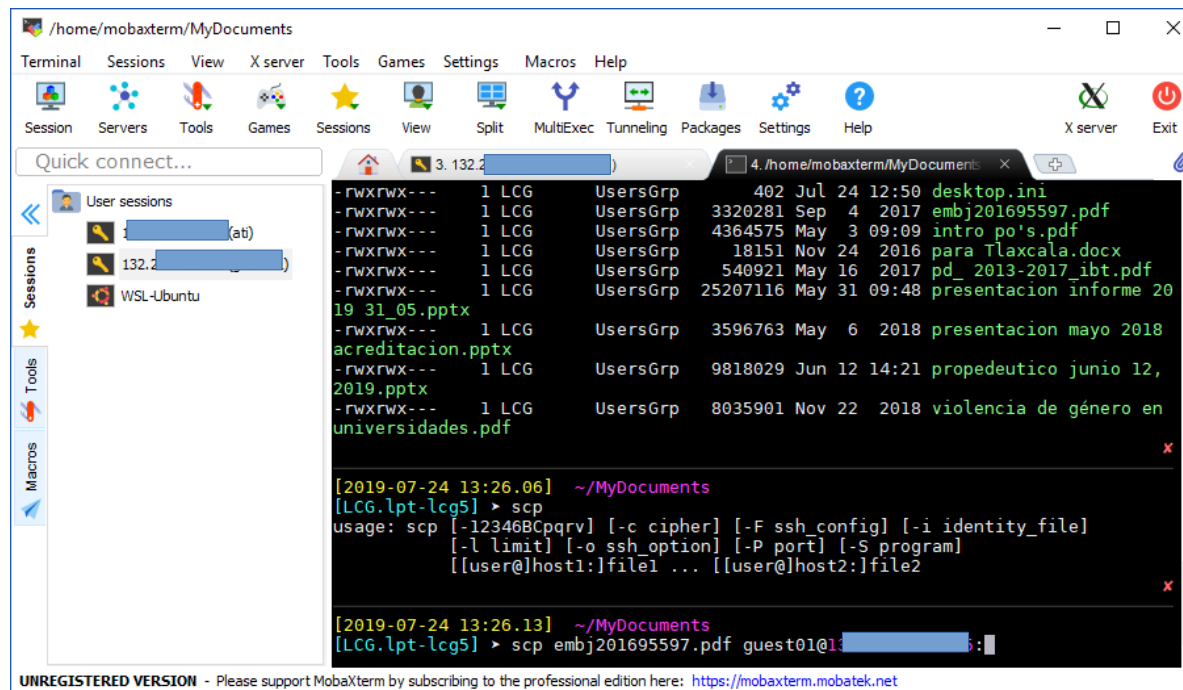 /home/mobaxterm/MyDocuments
Terminal Sessions View X server Tools Games Settings Macros Help
Session Servers Tools Games Sessions View Split MultiExec Tunneling Packages Settings Help X server Exit
Quick connect...
3. 132.2 )
4. /home/mobaxterm/MyDocuments
User sessions
1 (ati)
132.2 )
WSL-Ubuntu
Sessions
Tools
Macros
-rwxrwx--- 1 LCG UsersGrp 402 Jul 24 12:50 desktop.ini
-rwxrwx--- 1 LCG UsersGrp 3320281 Sep 4 2017 embj201695597.pdf
-rwxrwx--- 1 LCG UsersGrp 4364575 May 3 09:09 intro po's.pdf
-rwxrwx--- 1 LCG UsersGrp 18151 Nov 24 2016 para Tlaxcala.docx
-rwxrwx--- 1 LCG UsersGrp 540921 May 16 2017 pd_ 2013-2017_ibt.pdf
-rwxrwx--- 1 LCG UsersGrp 25207116 May 31 09:48 presentacion informe 20
19 31_05.pptx
-rwxrwx--- 1 LCG UsersGrp 3596763 May 6 2018 presentacion mayo 2018
acreditacion.pptx
-rwxrwx--- 1 LCG UsersGrp 9818029 Jun 12 14:21 propedeutico junio 12,
2019.pptx
-rwxrwx--- 1 LCG UsersGrp 8035901 Nov 22 2018 violencia de género en
universidades.pdf
[2019-07-24 13:26.06] ~/MyDocuments
[LCG.lpt-lcg5] ➤ scp
usage: scp [-12346BCpqrv] [-c cipher] [-F ssh_config] [-i identity_file]
[-l limit] [-o ssh_option] [-P port] [-S program]
[[user@]host1:]file1 ... [[user@]host2:]file2
[2019-07-24 13:26.13] ~/MyDocuments
[LCG.lpt-lcg5] ➤ scp embj201695597.pdf guest01@1 :
UNREGISTERED VERSION - Please support MobaXterm by subscribing to the professional edition here: https://mobaxterm.mobatek.net